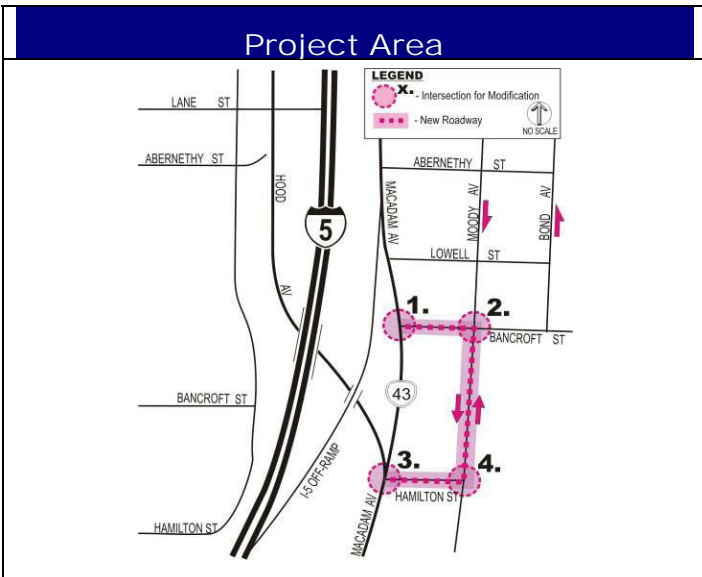 Project Area
LEGEND
x. - Intersection for Modification
- New Roadway
NO SCALE
LANE ST
ABERNETHY ST
HOOD
AV
5
MACADAM AV
ABERNETHY ST
MOODY AV
BOND AV
LOWELL ST
1.
2.
BANCROFT ST
43
BANCROFT ST
I-5 OFF-RAMP
3.
4.
HAMILTON ST
MACADAM AV
HAMILTON ST